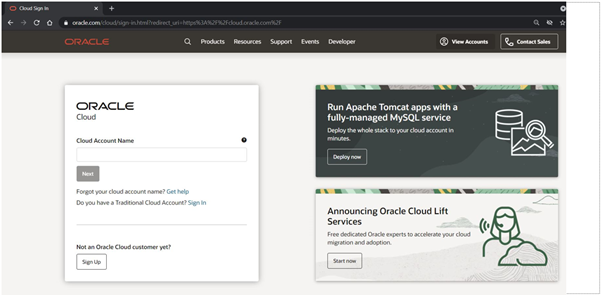 Cloud Sign In
oracle.com/cloud/sign-in.html?redirect_uri=https%3A%2F%2Fcloud.oracle.com%2F
ORACLE
Products
Resources
Support
Events
Developer
View Accounts
Contact Sales
ORACLE
Cloud
Cloud Account Name
?
Next
Forgot your cloud account name? Get help
Do you have a Traditional Cloud Account? Sign In
Not an Oracle Cloud customer yet?
Sign Up
Run Apache Tomcat apps with a
fully-managed MySQL service
Deploy the whole stack to your cloud account in
minutes.
Deploy now
Announcing Oracle Cloud Lift
Services
Free dedicated Oracle experts to accelerate your cloud
migration and adoption.
Start now